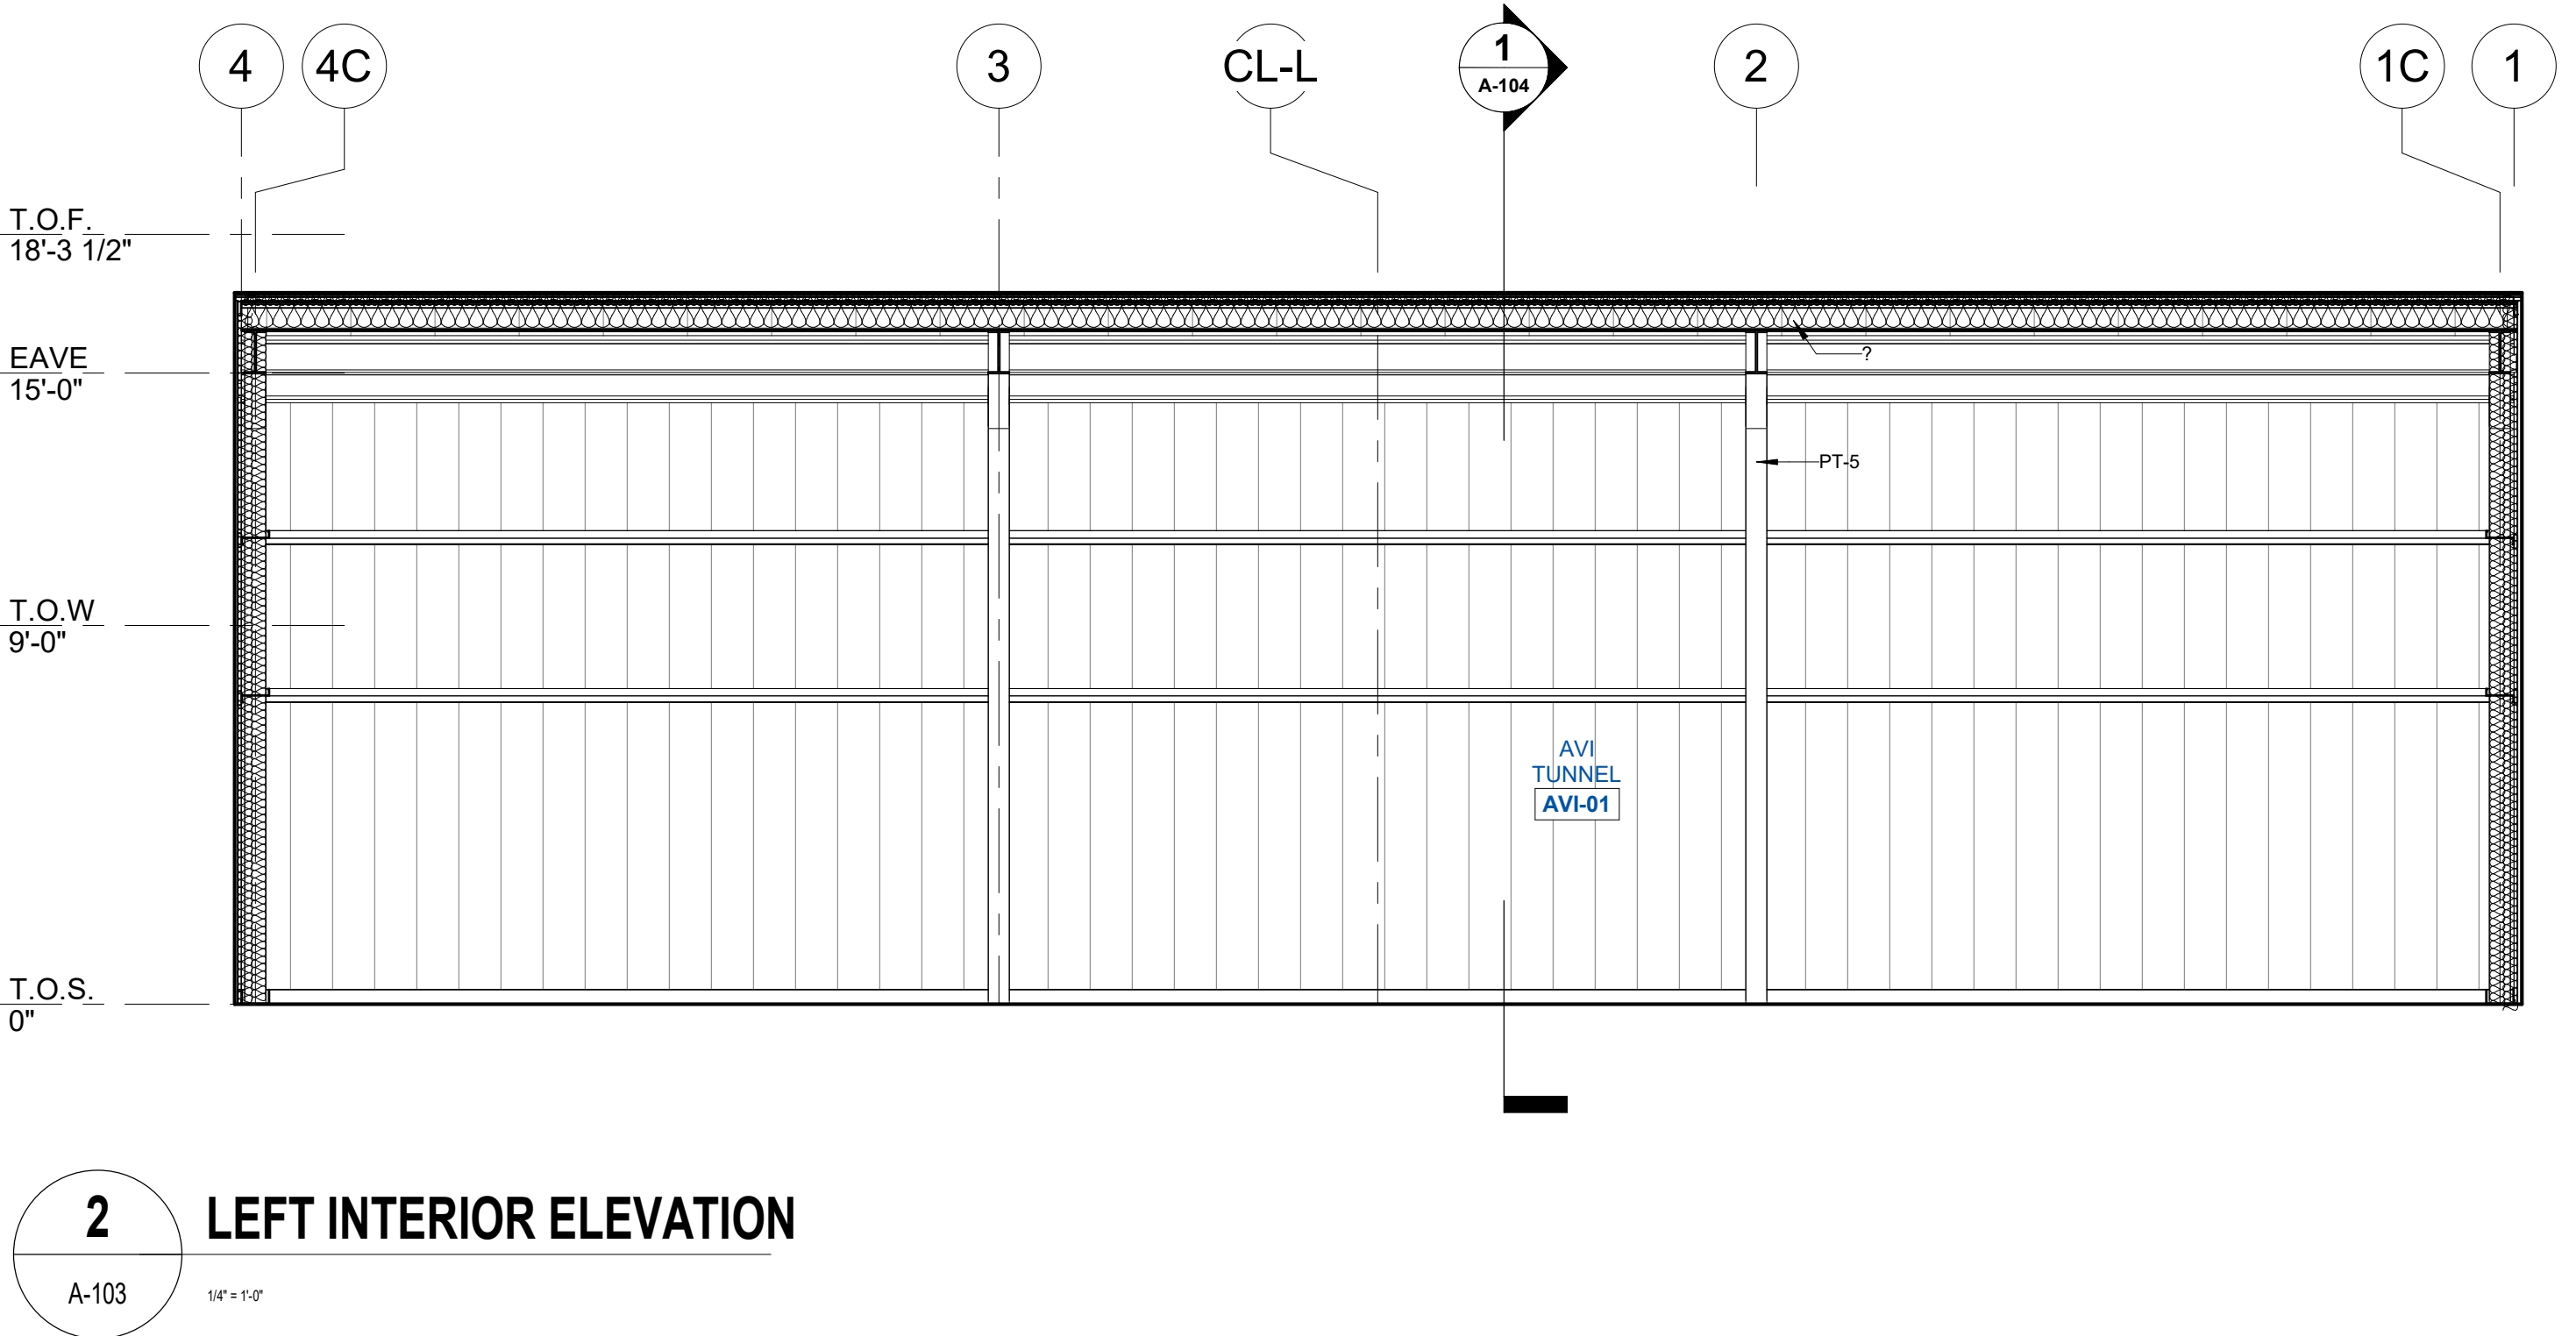 4
4C
3
CL-L
1
A-104
2
1C
1
T.O.F.
18'-3 1/2"
EAVE
15'-0"
?
PT-5
T.O.W
9'-0"
AVI
TUNNEL
AVI-01
T.O.S.
0"
2
LEFT INTERIOR ELEVATION
A-103
1/4" = 1'-0"